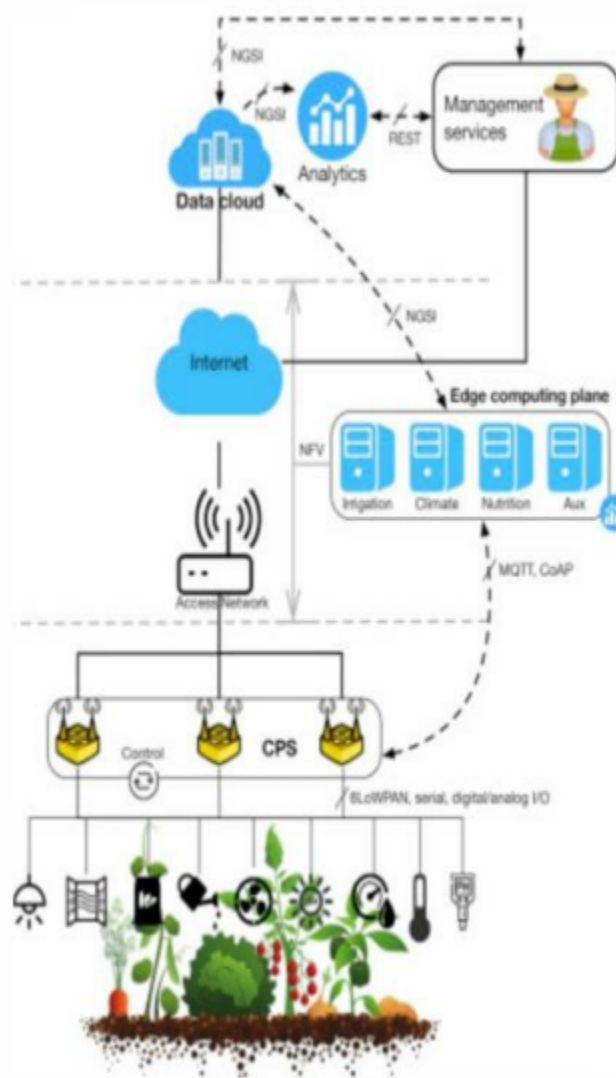 NGSI
NGSI
Management
services
REST
Analytics
Data cloud
NGSI
Internet
Edge computing plane
NFV
Irrigation
Climate
Nutrition
Aux
MQTT, CoAP
Access Network
CPS
Control
6LoWPAN, serial, digital/analog I/O